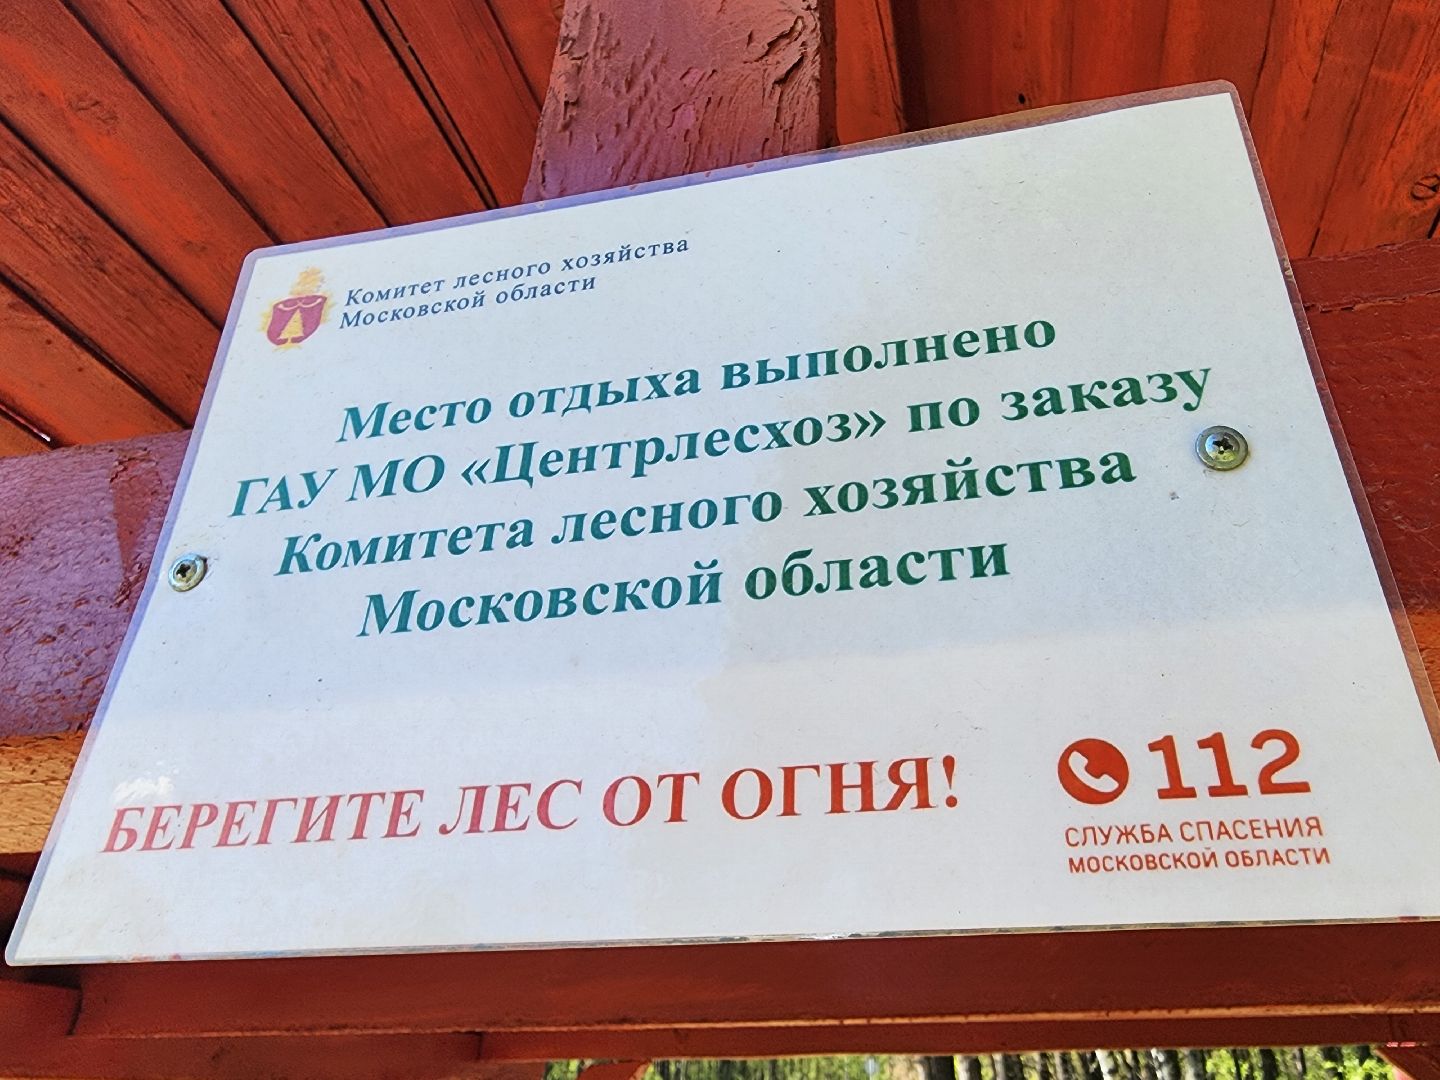 Комитет лесного хозяйства
Московской области
Место отдыха выполнено
ГАУ МО «Центрлесхоз» по заказу
Комитета лесного хозяйства
Московской области
БЕРЕГИТЕ ЛЕС ОТ ОГНЯ!
112
СЛУЖБА СПАСЕНИЯ
МОСКОВСКОЙ ОБЛАСТИ